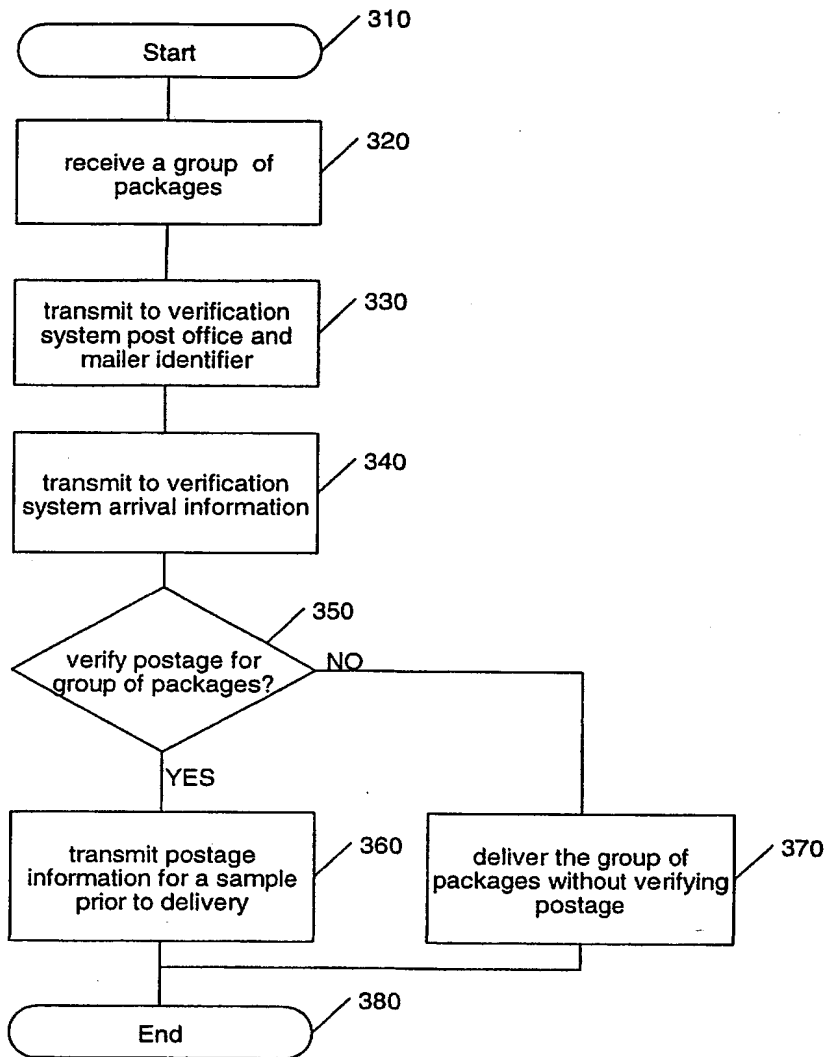 310
Start
320
receive a group of
packages
330
transmit to verification
system post office and
mailer identifier
340
transmit to verification
system arrival information
350
verify postage for
group of packages?
NO
YES
360
transmit postage
information for a sample
prior to delivery
370
deliver the group of
packages without verifying
postage
380
End